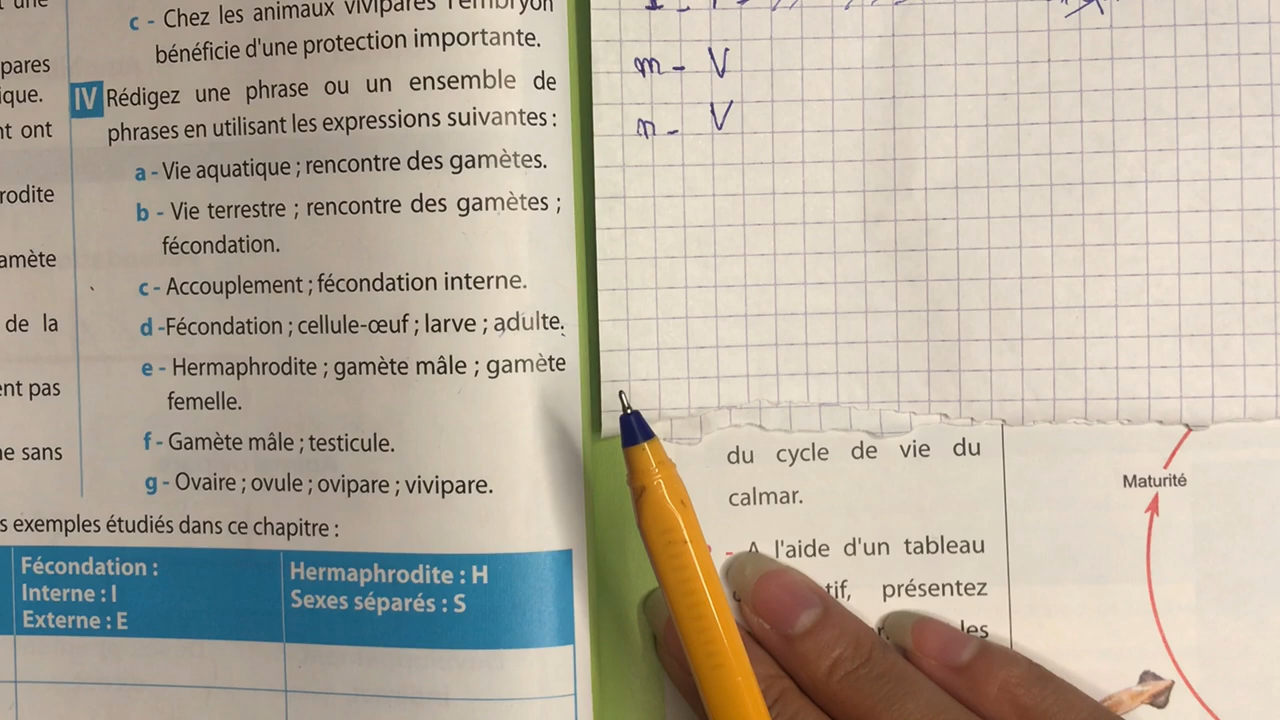 une
pares
ique.
nt ont
rodite
amète
de la
ent pas
ne sans
c - Chez les animaux vivipares l'embryon
bénéficie d'une protection importante.
IV Rédigez une phrase ou un ensemble de
phrases en utilisant les expressions suivantes :
a - Vie aquatique ; rencontre des gamètes.
b - Vie terrestre ; rencontre des gamètes ;
fécondation.
c - Accouplement ; fécondation interne.
d -Fécondation ; cellule-œuf ; larve ; adulte.
e - Hermaphrodite ; gamète mâle ; gamète
femelle.
f - Gamète mâle ; testicule.
g - Ovaire ; ovule ; ovipare ; vivipare.
s exemples étudiés dans ce chapitre :
Fécondation :
Interne : I
Externe : E
Hermaphrodite : H
Sexes séparés : S
m - V
n - V
du cycle de vie du
calmar.
- A l'aide d'un tableau
tif, présentez
les
Maturité